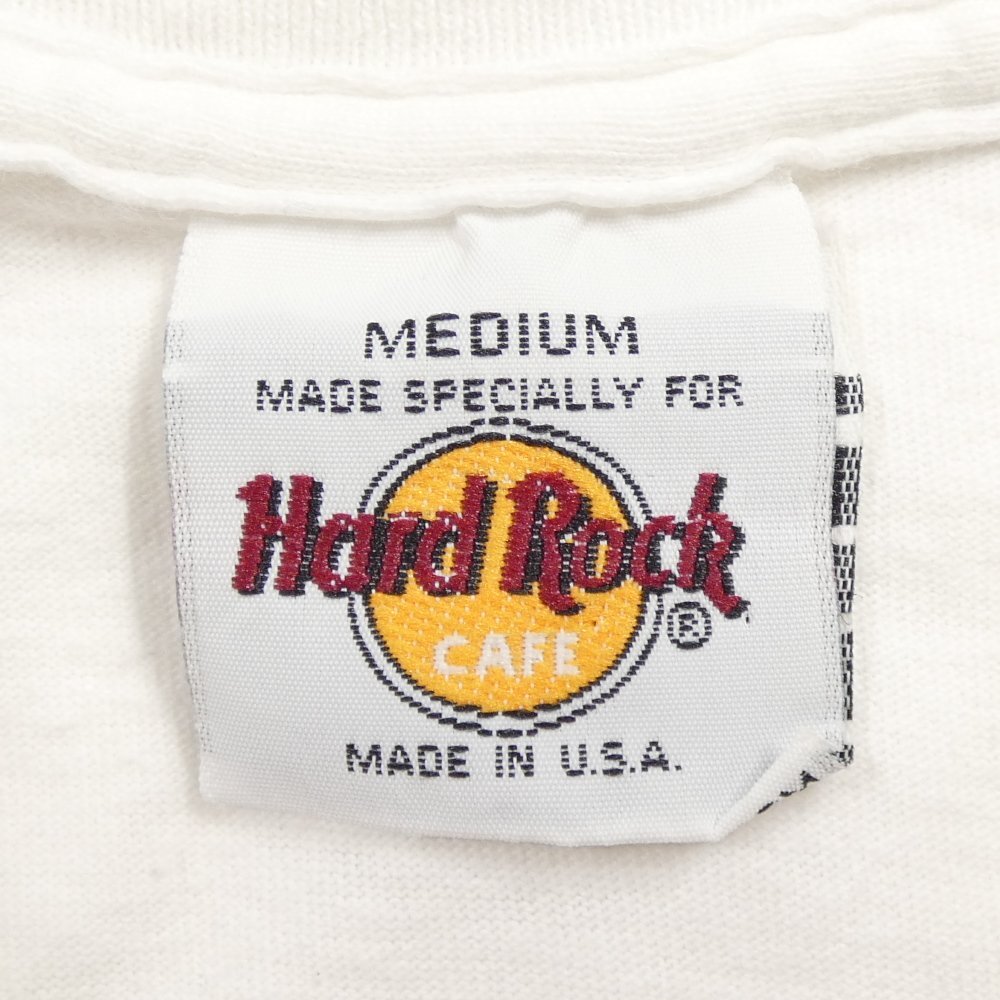 MEDIUM
MADE SPECIALLY FOR
Hard Rock
CAFE ®
MADE IN U.S.A.